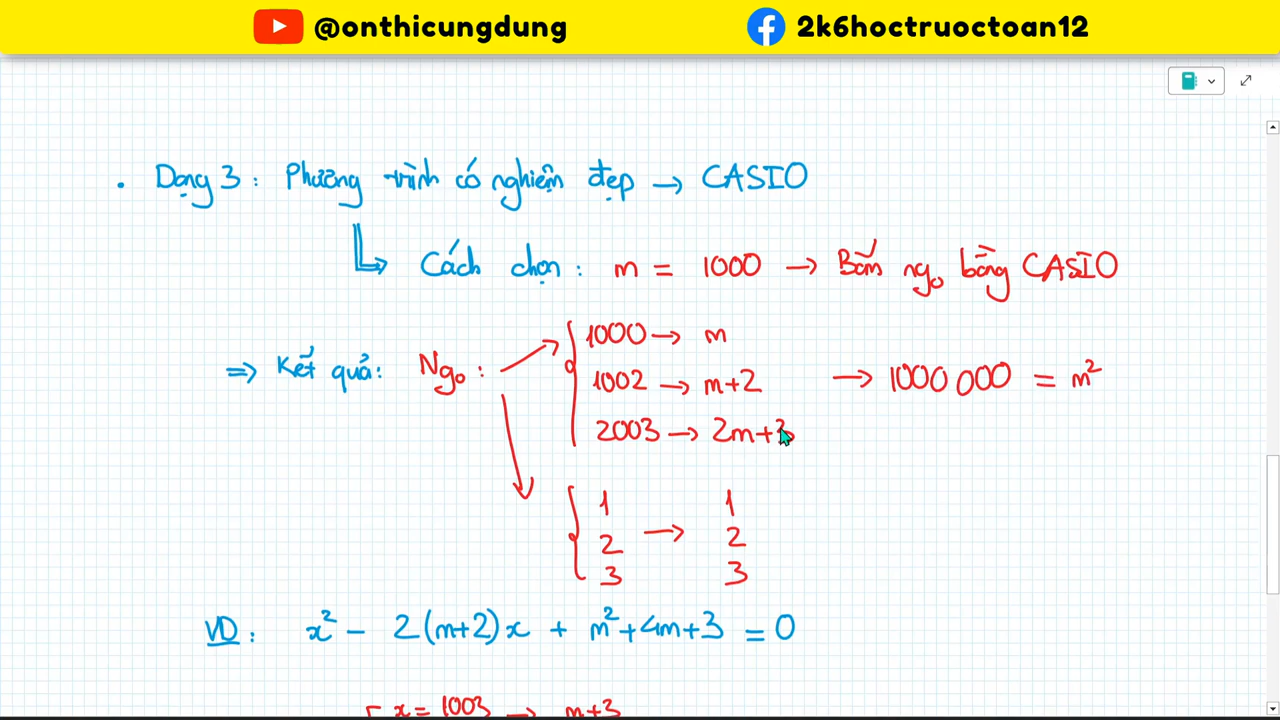 @onthicungdung 2k6hoctruoctoan12
. Dạng 3: Phương trình có nghiệm đẹp → CASIO
Cách chọn: m = 1000 → Bấm ngo bằng CASIO
⇒ Kết quả: Ngo:
1000 → m
1002 → m+2 → 1000 000 = m²
2003 → 2m+3
1 1
2 → 2
3 3
VD: x² - 2(m+2)x + m²+4m+3 = 0
x = 1003 → m+3